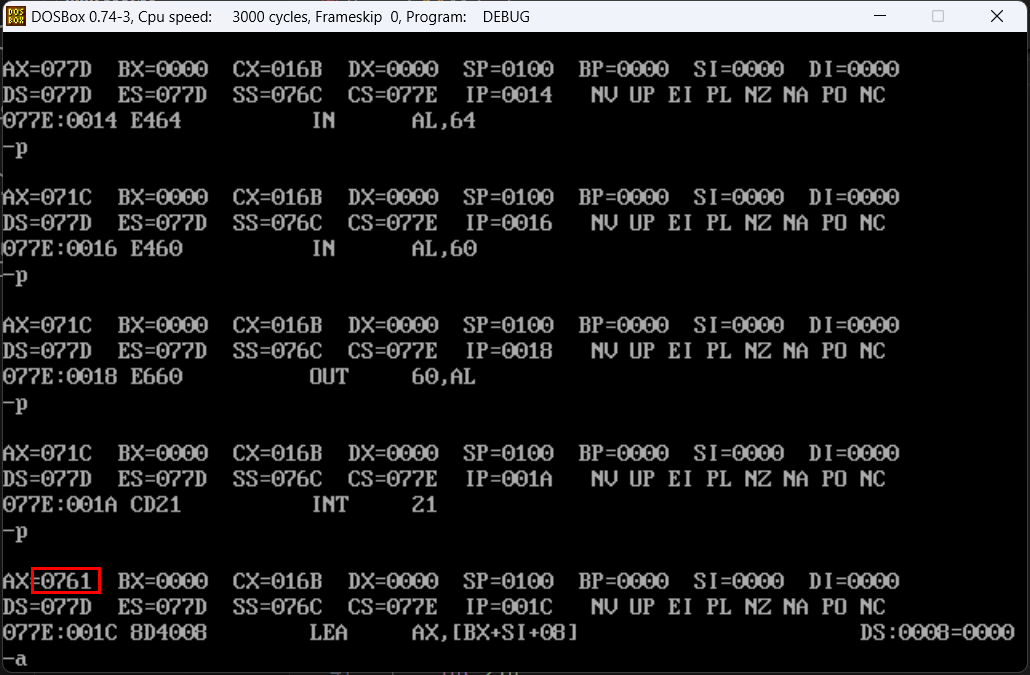 DOS BOX DOSBox 0.74-3, Cpu speed: 3000 cycles, Frameskip 0, Program: DEBUG
AX=077D BX=0000 CX=016B DX=0000 SP=0100 BP=0000 SI=0000 DI=0000
DS=077D ES=077D SS=076C CS=077E IP=0014 NV UP EI PL NZ NA PO NC
077E:0014 E464 IN AL,64
-p
AX=071C BX=0000 CX=016B DX=0000 SP=0100 BP=0000 SI=0000 DI=0000
DS=077D ES=077D SS=076C CS=077E IP=0016 NV UP EI PL NZ NA PO NC
077E:0016 E460 IN AL,60
-p
AX=071C BX=0000 CX=016B DX=0000 SP=0100 BP=0000 SI=0000 DI=0000
DS=077D ES=077D SS=076C CS=077E IP=0018 NV UP EI PL NZ NA PO NC
077E:0018 E660 OUT 60,AL
-p
AX=071C BX=0000 CX=016B DX=0000 SP=0100 BP=0000 SI=0000 DI=0000
DS=077D ES=077D SS=076C CS=077E IP=001A NV UP EI PL NZ NA PO NC
077E:001A CD21 INT 21
-p
AX=0761 BX=0000 CX=016B DX=0000 SP=0100 BP=0000 SI=0000 DI=0000
DS=077D ES=077D SS=076C CS=077E IP=001C NV UP EI PL NZ NA PO NC
077E:001C 8D4008 LEA AX,[BX+SI+08] DS:0008=0000
-a